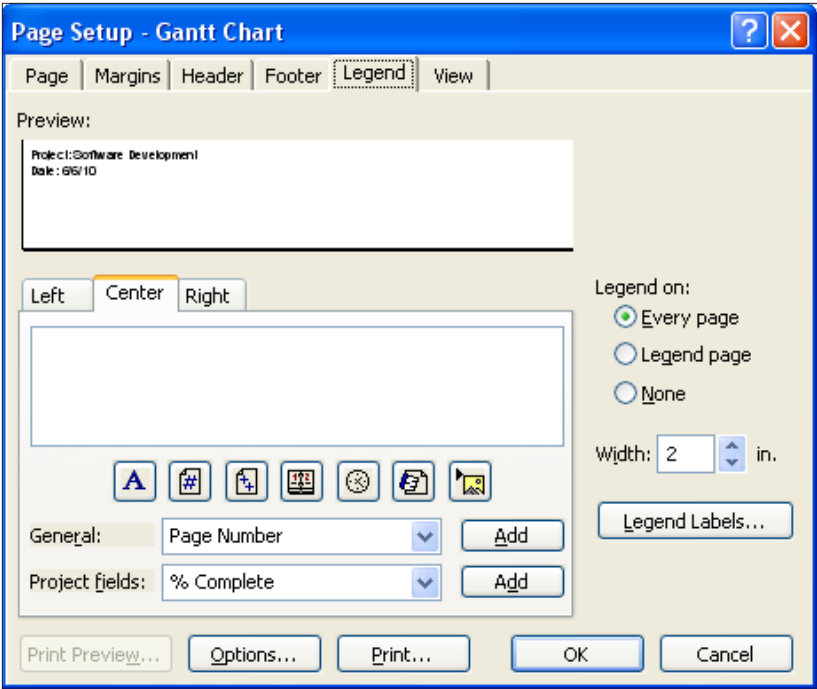 Page Setup - Gantt Chart
Page Margins Header Footer Legend View
Preview:
Project:Software Development
Date: 6/6/10
Left Center Right
Legend on:
Every page
Legend page
None
Width: 2 in.
Legend Labels...
A # 
General: Page Number Add
Project fields: % Complete Add
Print Preview... Options... Print... OK Cancel